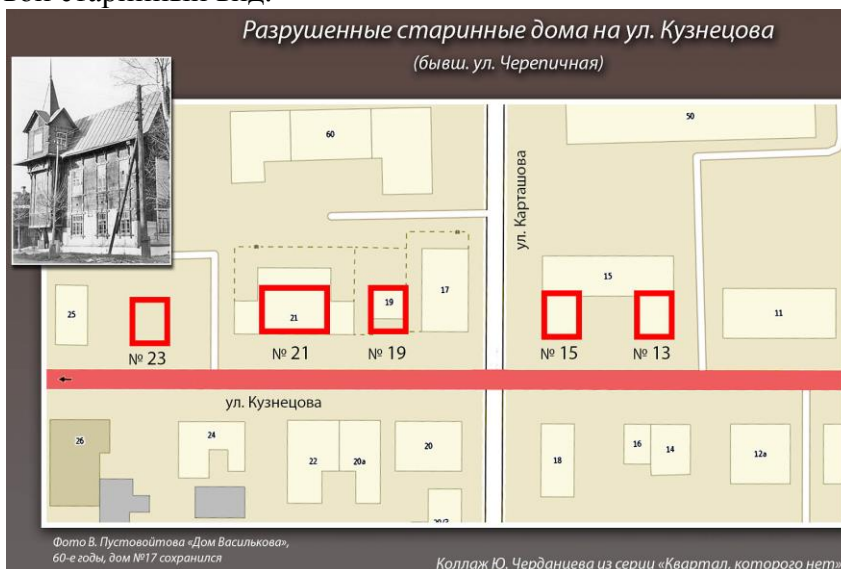 Разрушенные старинные дома на ул. Кузнецова
(бывш. ул. Черепичная)
60
50
ул. Карташова
15
17
19
21
25
11
№ 23
№ 21
№ 19
№ 15
№ 13
ул. Кузнецова
26
24
22
20а
20
18
16
14
12а
Фото В. Пустовойтова «Дом Василькова»,
60-е годы, дом №17 сохранился
Коллаж Ю. Черданцева из серии «Квартал, которого нет»